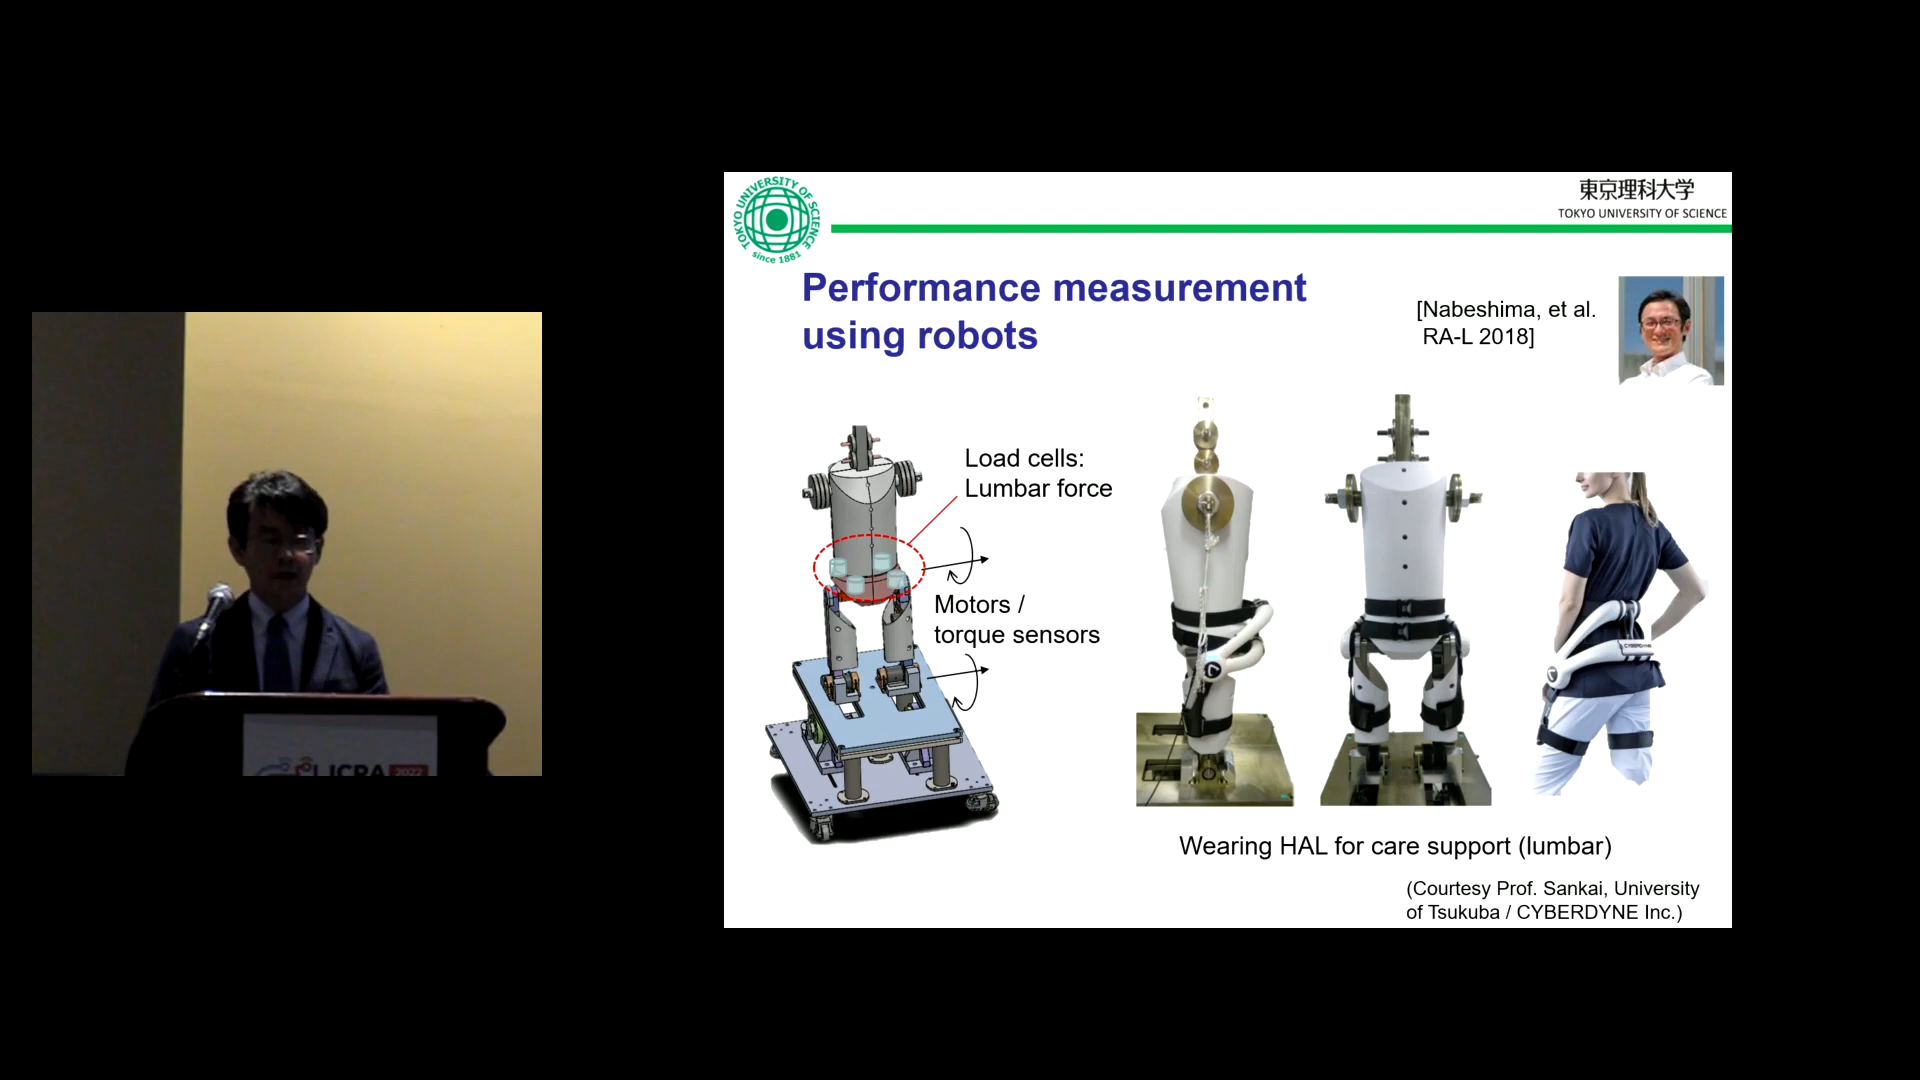 TOKYO UNIVERSITY OF SCIENCE
since 1881
東京理科大学
TOKYO UNIVERSITY OF SCIENCE
Performance measurement
using robots
[Nabeshima, et al.
RA-L 2018]
Load cells:
Lumbar force
Motors /
torque sensors
CYBERDYNE
Wearing HAL for care support (lumbar)
(Courtesy Prof. Sankai, University
of Tsukuba / CYBERDYNE Inc.)
ICRA 2022